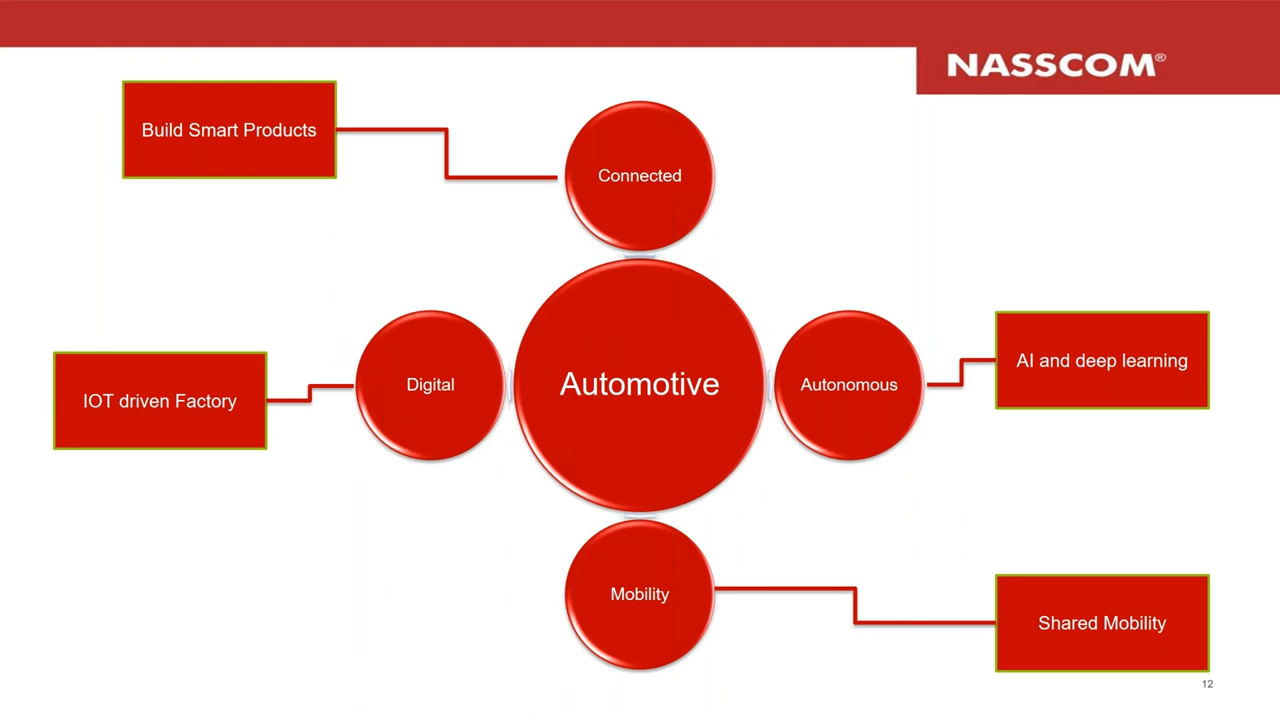 NASSCOM®
Build Smart Products
Connected
IOT driven Factory
Digital
Automotive
Autonomous
AI and deep learning
Mobility
Shared Mobility
12